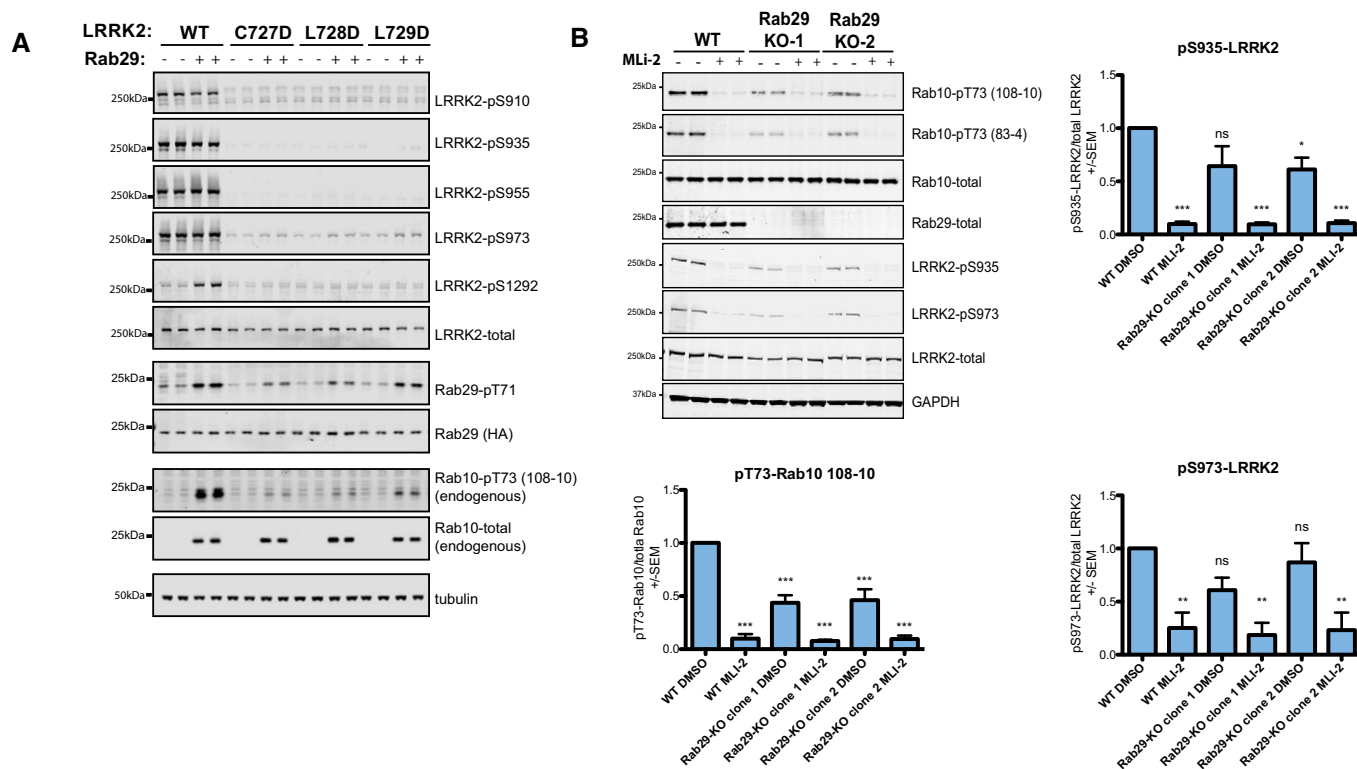 A
LRRK2: WT C727D L728D L729D
Rab29: - - + + - - + + - - + + - - + +
250kDa LRRK2-pS910
250kDa LRRK2-pS935
250kDa LRRK2-pS955
250kDa LRRK2-pS973
250kDa LRRK2-pS1292
250kDa LRRK2-total
25kDa Rab29-pT71
25kDa Rab29 (HA)
25kDa Rab10-pT73 (108-10)
(endogenous)
25kDa Rab10-total
(endogenous)
50kDa tubulin
B
WT Rab29 KO-1 Rab29 KO-2
MLi-2 - - + + - - + + - - + +
25kDa Rab10-pT73 (108-10)
25kDa Rab10-pT73 (83-4)
25kDa Rab10-total
25kDa Rab29-total
250kDa LRRK2-pS935
250kDa LRRK2-pS973
250kDa LRRK2-total
37kDa GAPDH
pS935-LRRK2
pS935-LRRK2/total LRRK2
+/-SEM
1.5
1.0
0.5
0.0
*** ns *** * ***
WT DMSO
WT MLI-2
Rab29-KO clone 1 DMSO
Rab29-KO clone 1 MLI-2
Rab29-KO clone 2 DMSO
Rab29-KO clone 2 MLI-2
pT73-Rab10 108-10
pT73-Rab10/totla Rab10
+/-SEM
1.5
1.0
0.5
0.0
*** *** *** *** ***
WT DMSO
WT MLI-2
Rab29-KO clone 1 DMSO
Rab29-KO clone 1 MLI-2
Rab29-KO clone 2 DMSO
Rab29-KO clone 2 MLI-2
pS973-LRRK2
pS973-LRRK2/total LRRK2
+/- SEM
1.5
1.0
0.5
0.0
** ns ** ns **
WT DMSO
WT MLI-2
Rab29-KO clone 1 DMSO
Rab29-KO clone 1 MLI-2
Rab29-KO clone 2 DMSO
Rab29-KO clone 2 MLI-2